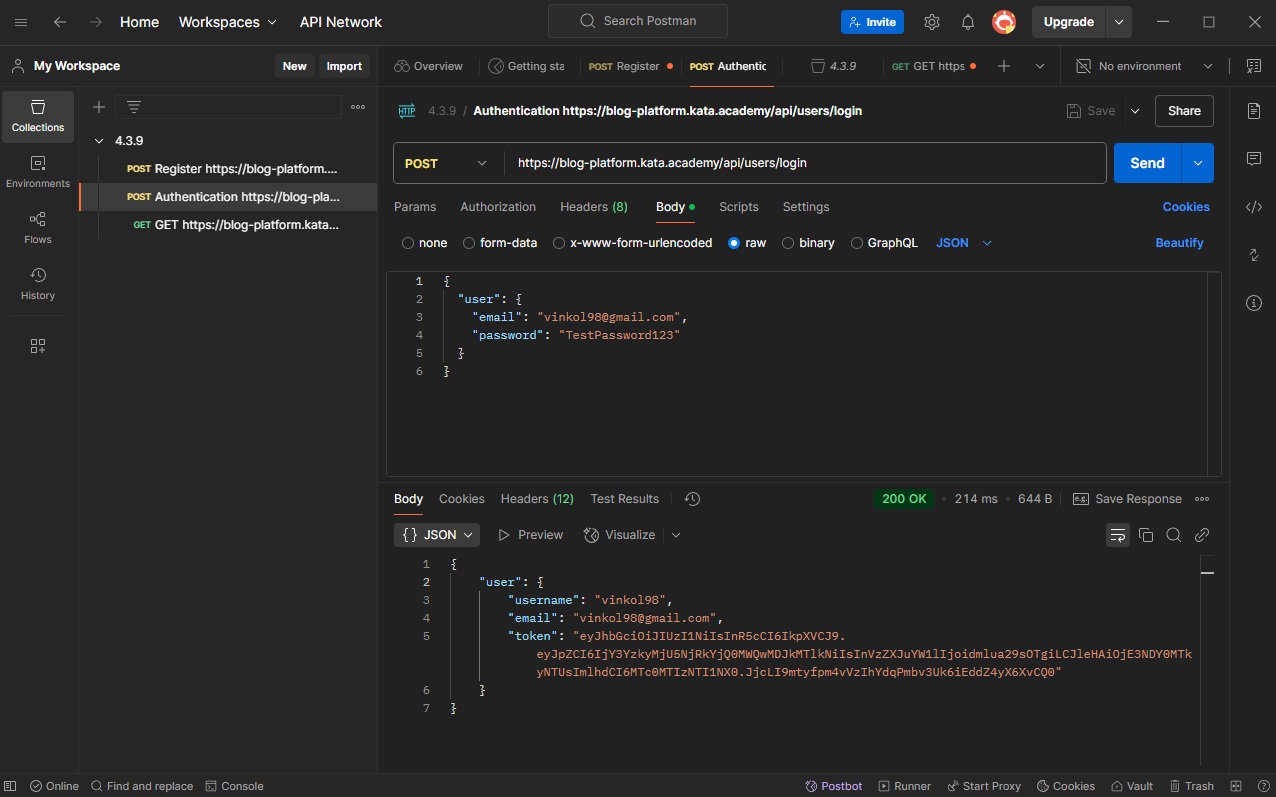 Home Workspaces API Network Search Postman Invite Upgrade
My Workspace New Import Overview Getting sta POST Register POST Authentic 4.3.9 GET GET https No environment
Collections
Environments
Flows
History
4.3.9
POST Register https://blog-platform....
POST Authentication https://blog-pla...
GET GET https://blog-platform.kata...
HTTP 4.3.9 / Authentication https://blog-platform.kata.academy/api/users/login Save Share
POST https://blog-platform.kata.academy/api/users/login Send
Params Authorization Headers (8) Body Scripts Settings Cookies
none form-data x-www-form-urlencoded raw binary GraphQL JSON Beautify
1 {
2 "user": {
3 "email": "vinkol98@gmail.com",
4 "password": "TestPassword123"
5 }
6 }
Body Cookies Headers (12) Test Results 200 OK • 214 ms • 644 B e.g. Save Response
{} JSON Preview Visualize
1 {
2 "user": {
3 "username": "vinkol98",
4 "email": "vinkol98@gmail.com",
5 "token": "eyJhbGciOiJIUzI1NiIsInR5cCI6IkpXVCJ9.
eyJpZCI6IjY3YzkyMjU5NjRkYjQ0MWQwMDJkMTlkNiIsInVzZXJuYW1lIjoidmlua29sOTgiLCJleHAiOjE3NDY0MTk
yNTUsImlhdCI6MTc0MTIzNTI1NX0.JjcLI9mtyfpm4vVzIhYdqPmbv3Uk6iEddZ4yX6XvCQ0"
6 }
7 }
Online Find and replace Console Postbot Runner Start Proxy Cookies Vault Trash